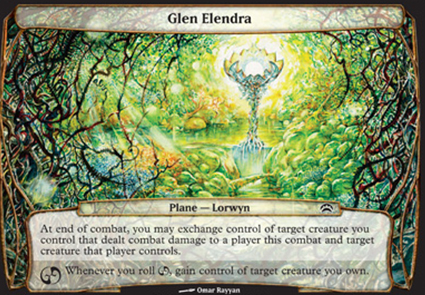 Glen Elendra
Plane — Lorwyn
At end of combat, you may exchange control of target creature you
control that dealt combat damage to a player this combat and target
creature that player controls.
Whenever you roll , gain control of target creature you own.
Omar Rayyan